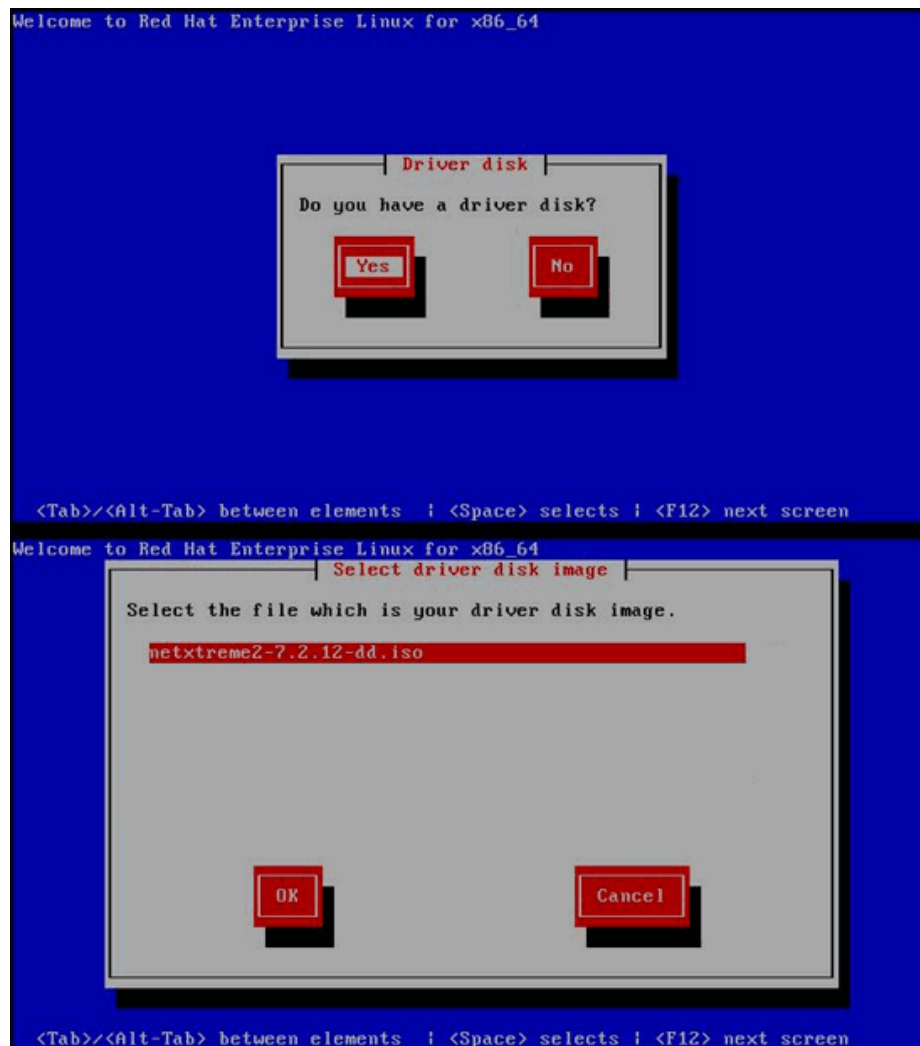 Welcome to Red Hat Enterprise Linux for x86_64
Driver disk
Do you have a driver disk?
Yes No
<Tab>/<Alt-Tab> between elements ¦ <Space> selects ¦ <F12> next screen
Welcome to Red Hat Enterprise Linux for x86_64
Select driver disk image
Select the file which is your driver disk image.
netxtreme2-7.2.12-dd.iso
OK Cancel
<Tab>/<Alt-Tab> between elements ¦ <Space> selects ¦ <F12> next screen